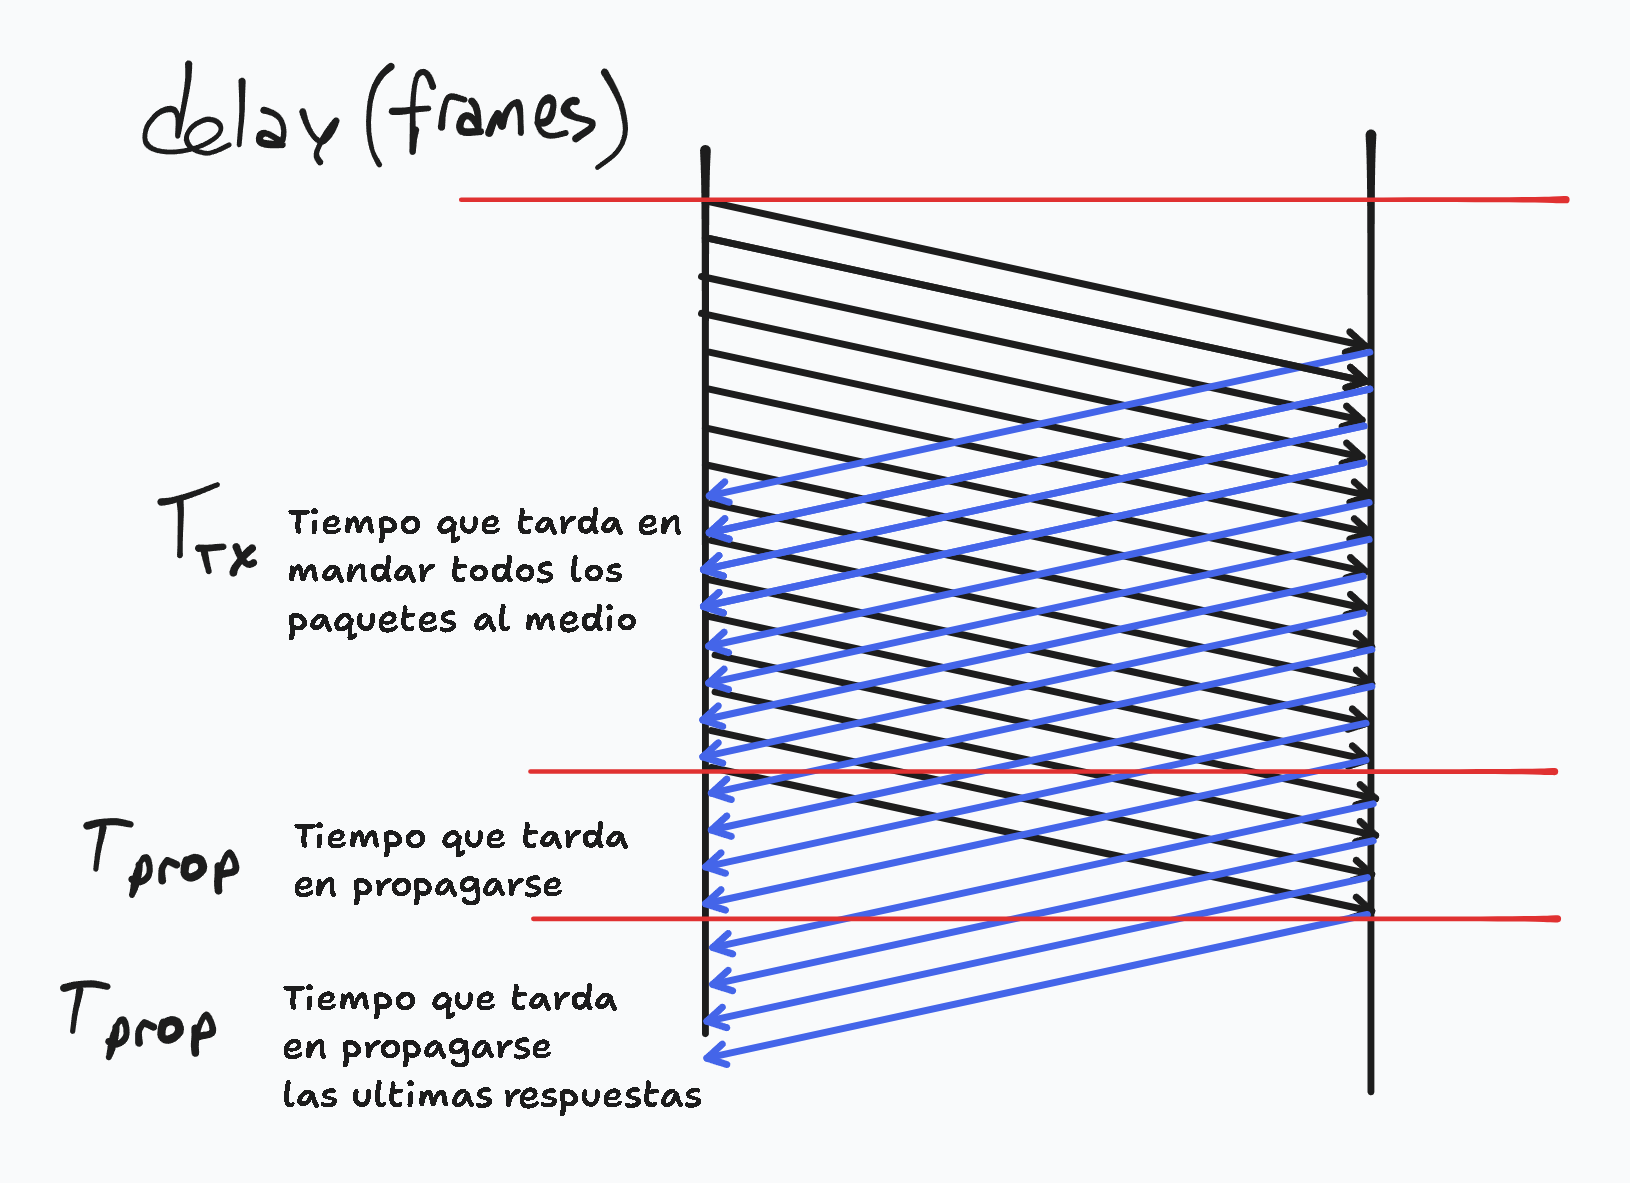 delay (frames)
T_Tx
Tiempo que tarda en
mandar todos los
paquetes al medio
T_prop
Tiempo que tarda
en propagarse
T_prop
Tiempo que tarda
en propagarse
las ultimas respuestas